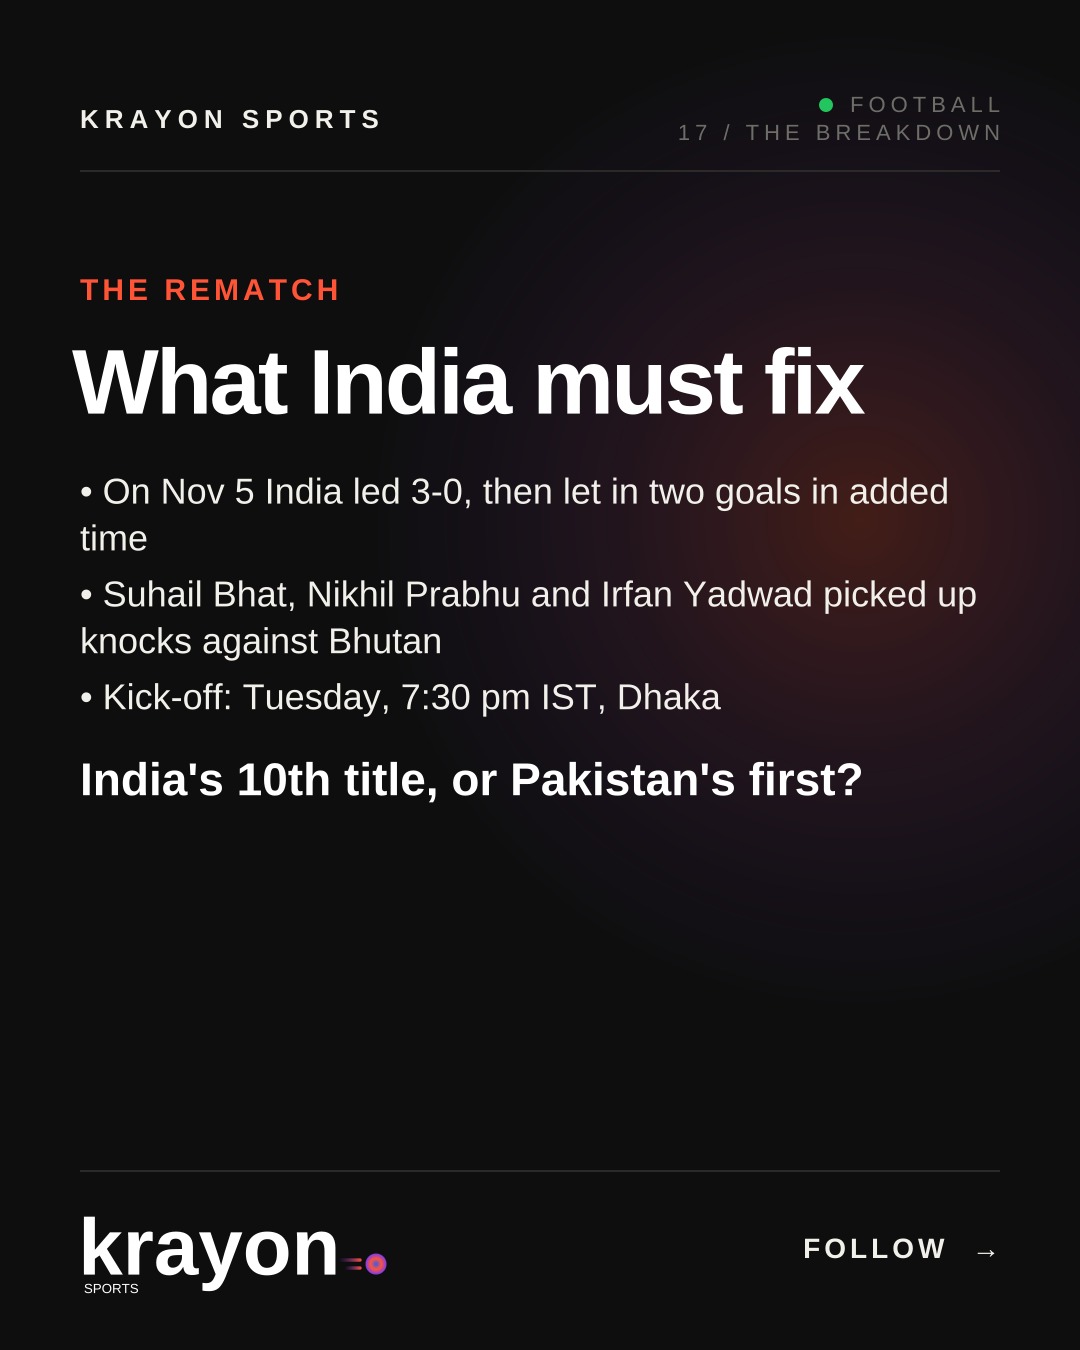 KRAYON SPORTS
FOOTBALL
17 / THE BREAKDOWN
THE REMATCH
What India must fix
• On Nov 5 India led 3-0, then let in two goals in added
time
• Suhail Bhat, Nikhil Prabhu and Irfan Yadwad picked up
knocks against Bhutan
• Kick-off: Tuesday, 7:30 pm IST, Dhaka
India's 10th title, or Pakistan's first?
krayon
SPORTS
FOLLOW →